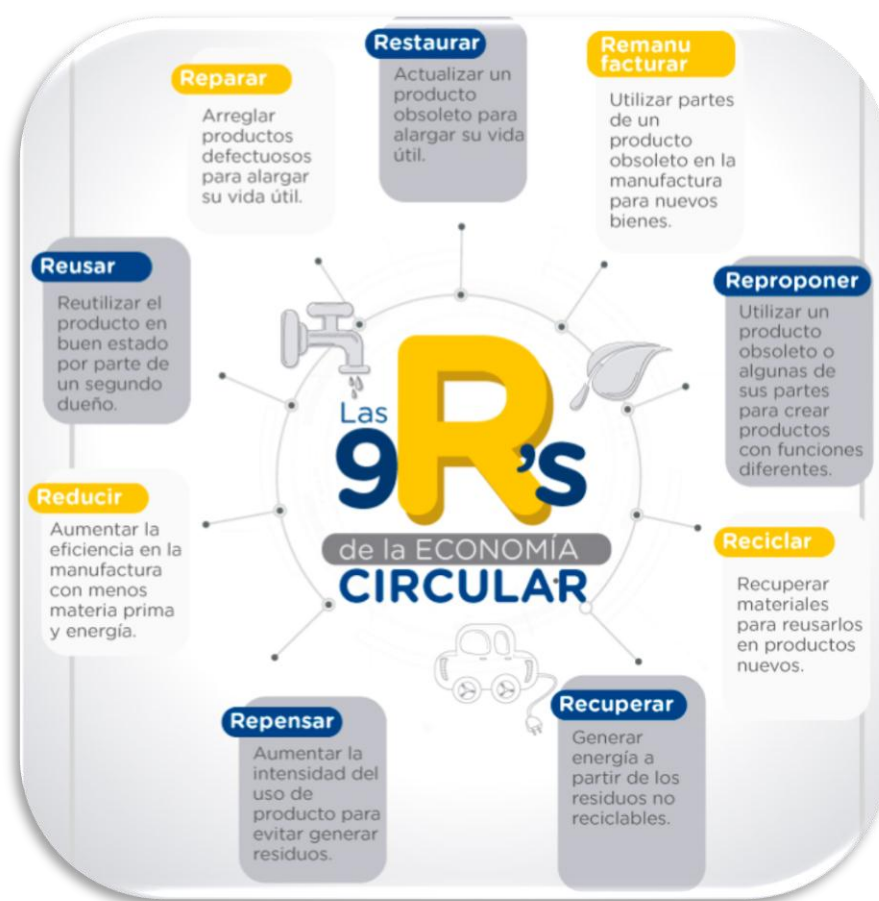 Restaurar
Actualizar un
producto
obsoleto para
alargar su vida
útil.
Remanu
facturar
Utilizar partes
de un
producto
obsoleto en la
manufactura
para nuevos
bienes.
Reparar
Arreglar
productos
defectuosos
para alargar
su vida útil.
Reusar
Reutilizar el
producto en
buen estado
por parte de
un segundo
dueño.
Reproponer
Utilizar un
producto
obsoleto o
algunas de
sus partes
para crear
productos
con funciones
diferentes.
Las
9R's
de la ECONOMÍA
CIRCULAR
Reducir
Aumentar la
eficiencia en la
manufactura
con menos
materia prima
y energía.
Reciclar
Recuperar
materiales
para reusarlos
en productos
nuevos.
Repensar
Aumentar la
intensidad del
uso de
producto para
evitar generar
residuos.
Recuperar
Generar
energía a
partir de los
residuos no
reciclables.